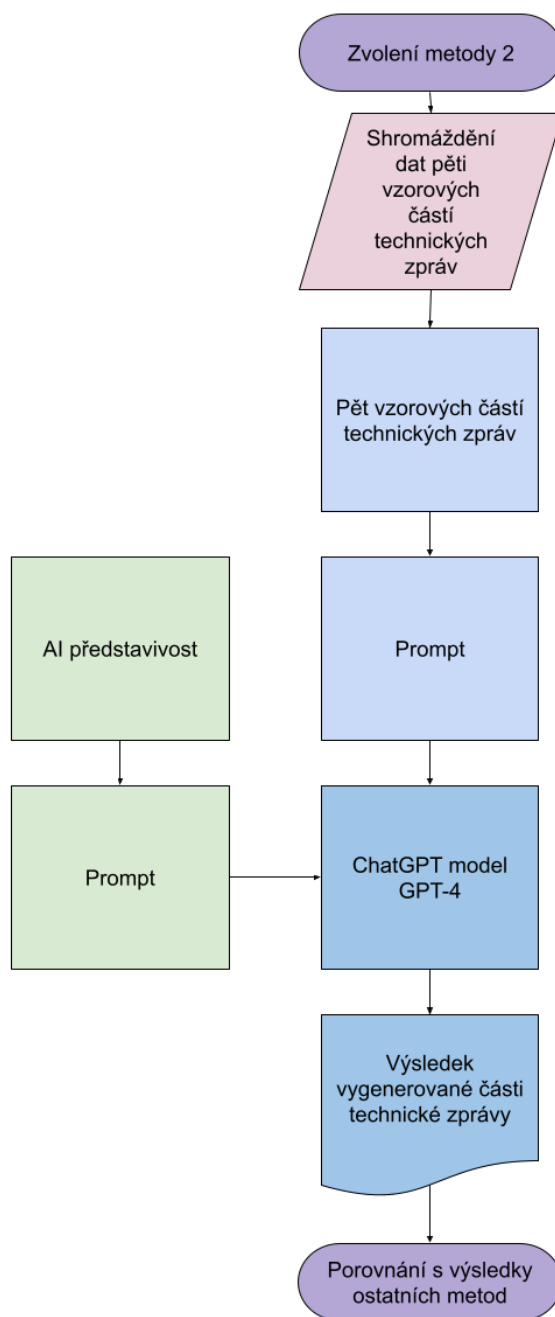 Zvolení metody 2
Shromáždění
dat pěti
vzorových
částí
technických
zpráv
Pět vzorových částí
technických zpráv
AI představivost
Prompt
Prompt
ChatGPT model
GPT-4
Výsledek
vygenerované části
technické zprávy
Porovnání s výsledky
ostatních metod